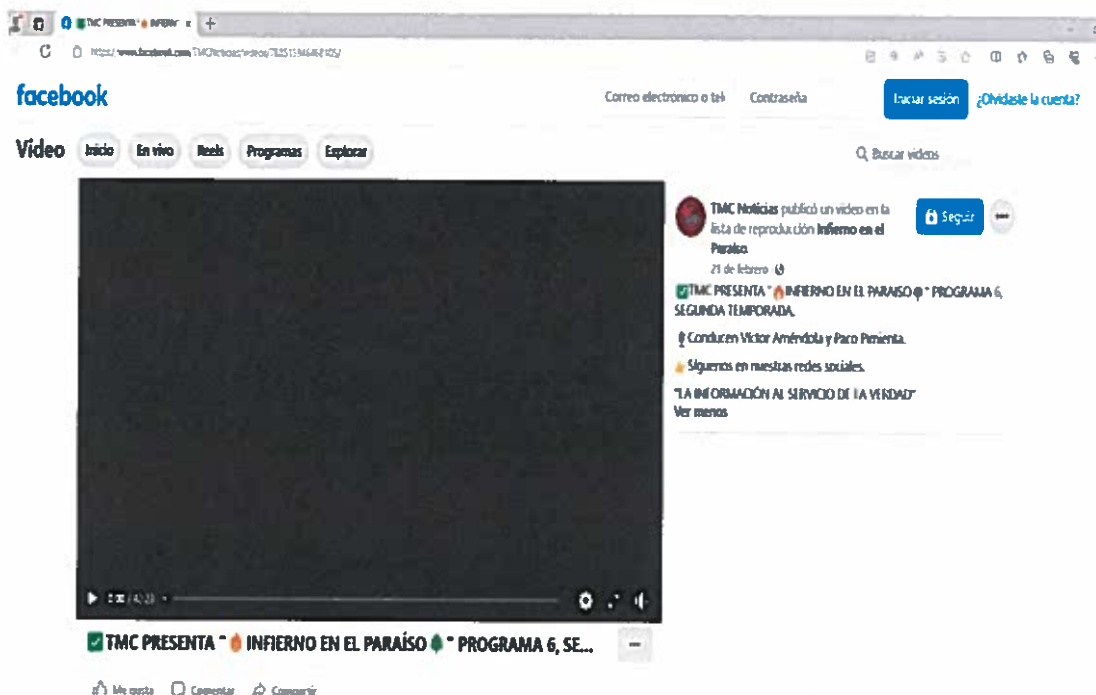 TMC PRESENTA "🔥 INFIERN x +
facebook
Correo electrónico o tel
Contraseña
Iniciar sesión
¿Olvidaste la cuenta?
Video
Inicio
En vivo
Reels
Programas
Explorar
Buscar videos
TMC Noticias publicó un video en la
lista de reproducción Infierno en el
Paraíso.
21 de febrero
Seguir
✅TMC PRESENTA "🔥INFIERNO EN EL PARAISO🌲" PROGRAMA 6,
SEGUNDA TEMPORADA.
🎙Conducen Víctor Améndola y Paco Pimienta.
👉Síguenos en nuestras redes sociales.
"LA INFORMACIÓN AL SERVICIO DE LA VERDAD"
Ver menos
✅TMC PRESENTA "🔥 INFIERNO EN EL PARAÍSO🌲" PROGRAMA 6, SE...
Me gusta
Comentar
Compartir